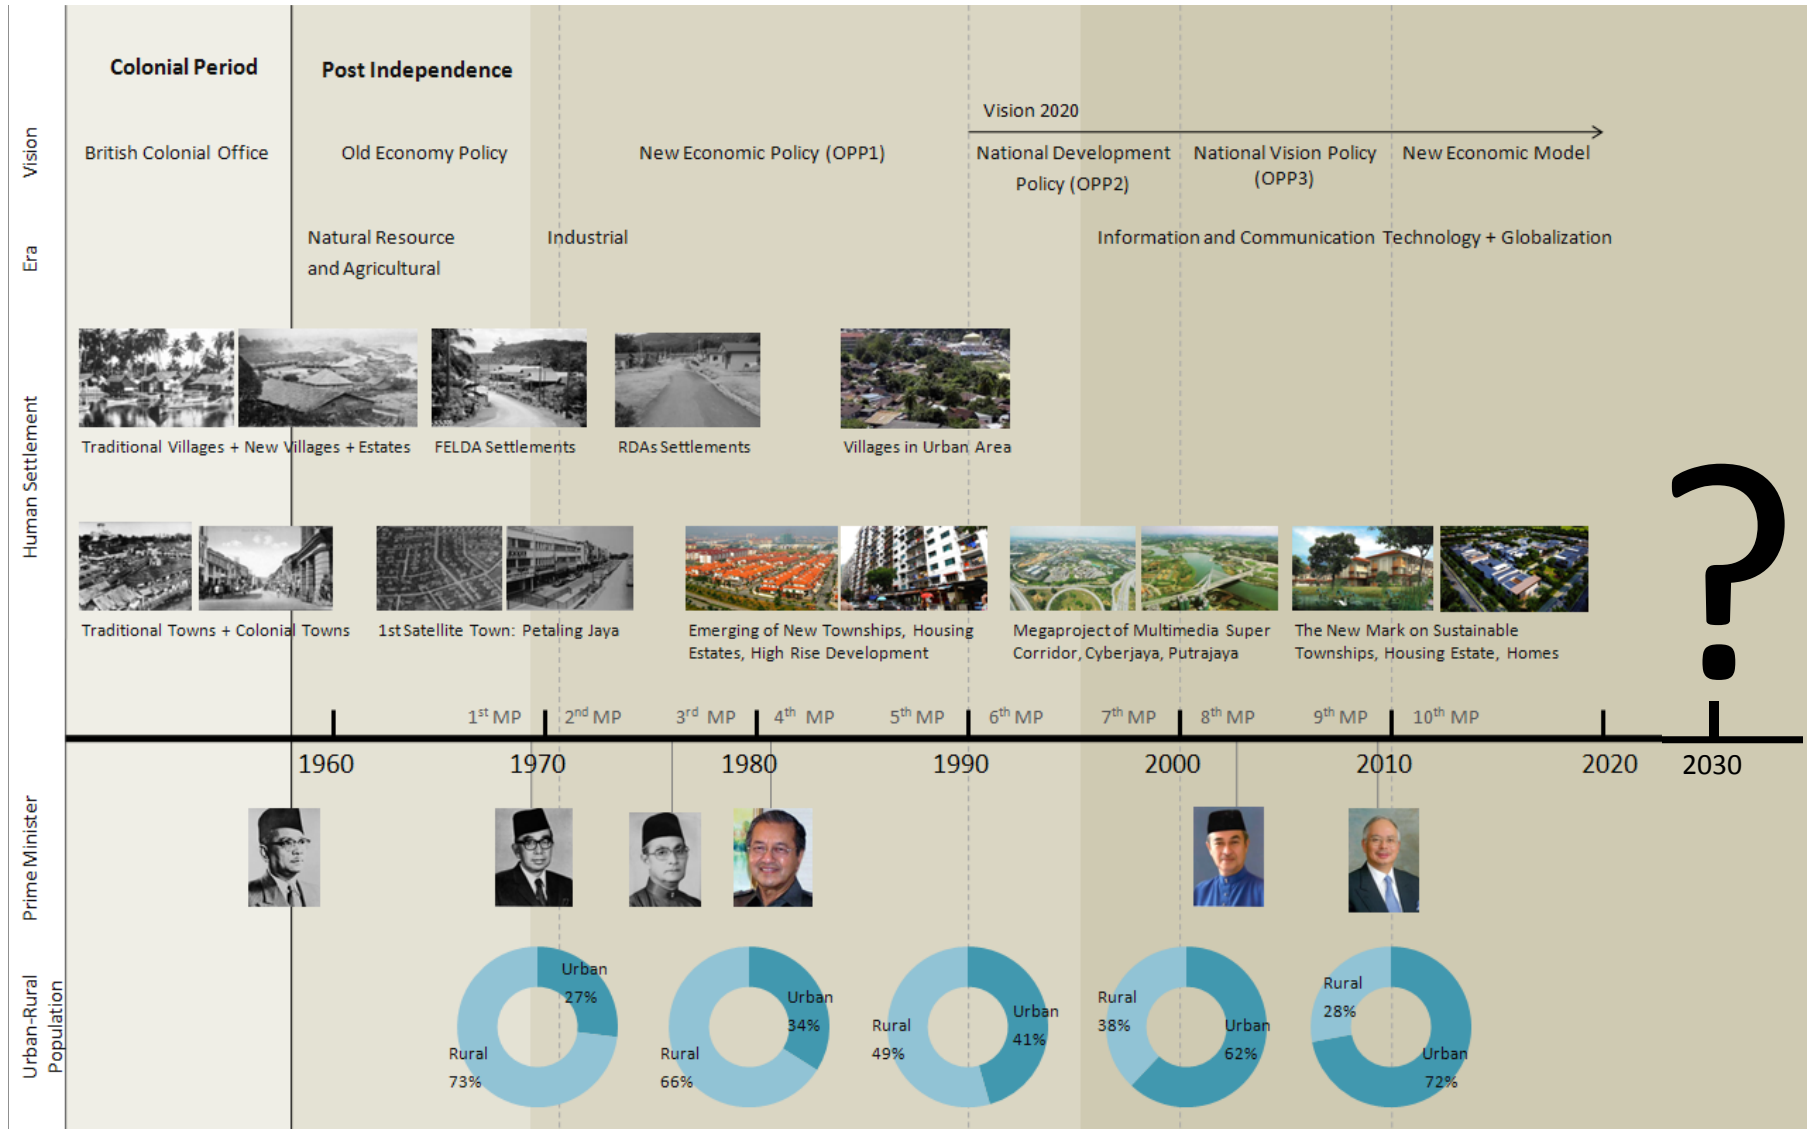 Colonial Period
Post Independence
Vision 2020
Vision
British Colonial Office
Old Economy Policy
New Economic Policy (OPP1)
National Development
Policy (OPP2)
National Vision Policy
(OPP3)
New Economic Model
Era
Natural Resource
and Agricultural
Industrial
Information and Communication Technology + Globalization
Human Settlement
Traditional Villages + New Villages + Estates
FELDA Settlements
RDAs Settlements
Villages in Urban Area
Traditional Towns + Colonial Towns
1st Satellite Town: Petaling Jaya
Emerging of New Townships, Housing
Estates, High Rise Development
Megaproject of Multimedia Super
Corridor, Cyberjaya, Putrajaya
The New Mark on Sustainable
Townships, Housing Estate, Homes
?
1st MP
2nd MP
3rd MP
4th MP
5th MP
6th MP
7th MP
8th MP
9th MP
10th MP
1960
1970
1980
1990
2000
2010
2020
2030
Prime Minister
Urban-Rural
Population
Urban
27%
Rural
73%
Urban
34%
Rural
66%
Urban
41%
Rural
49%
Rural
38%
Urban
62%
Rural
28%
Urban
72%